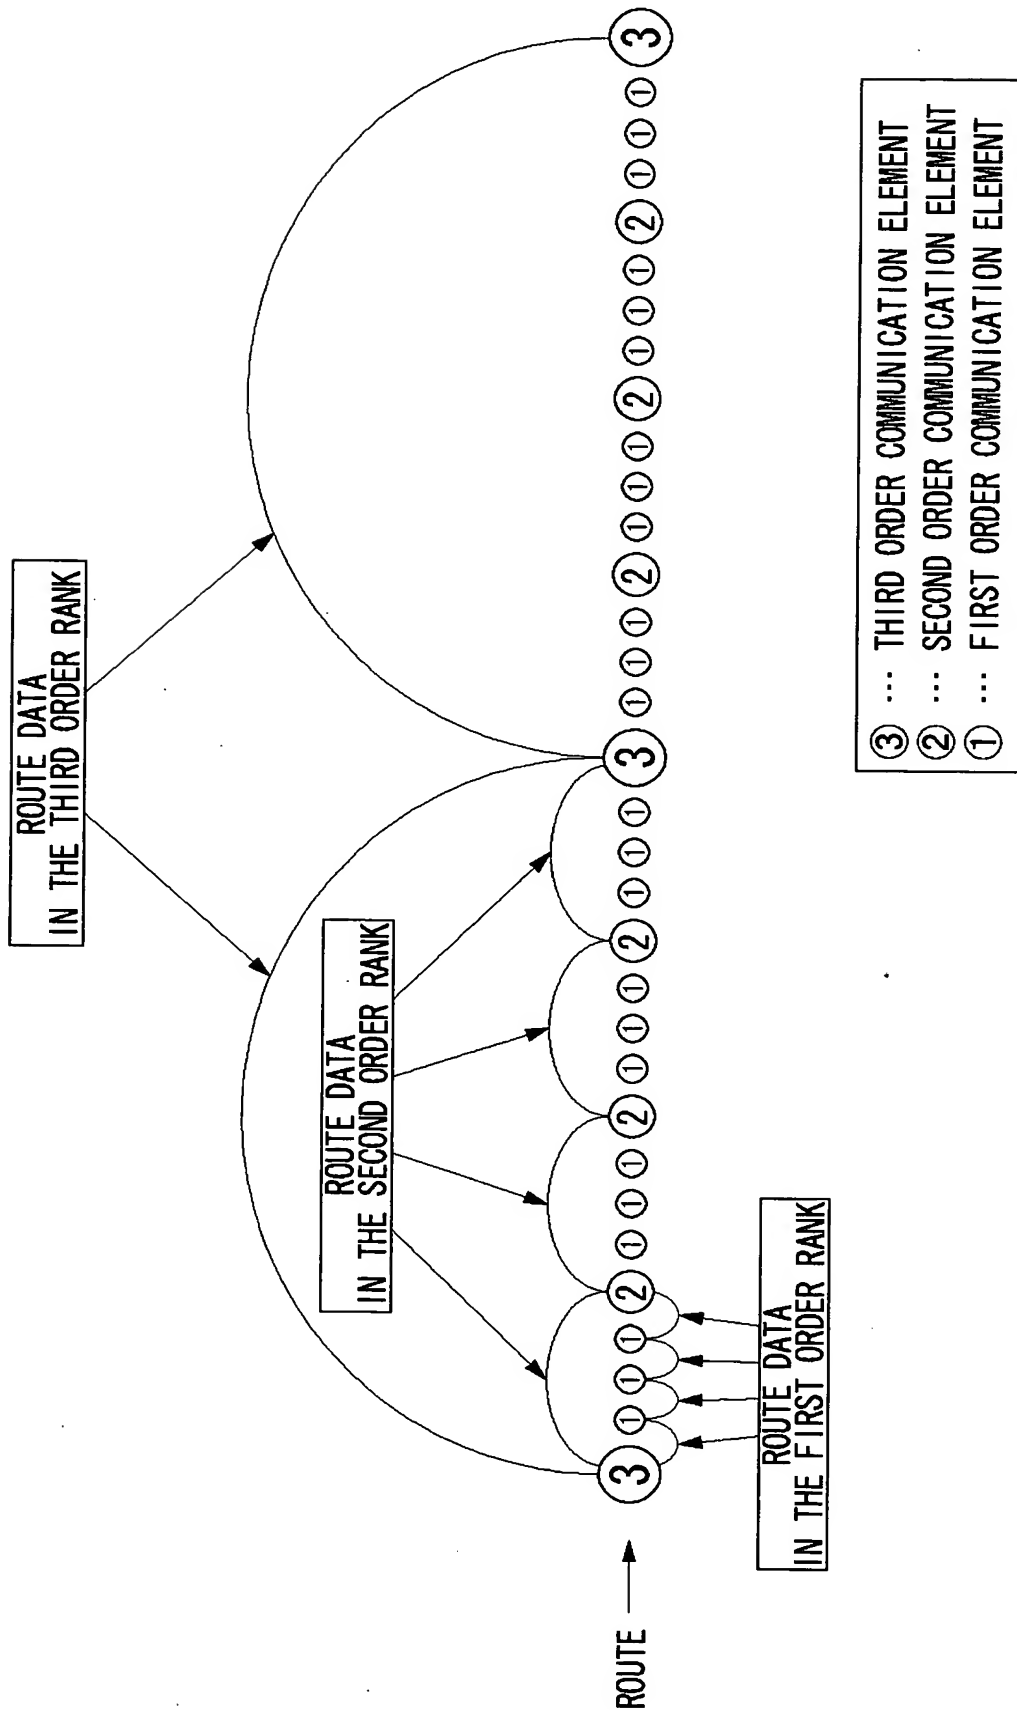 ROUTE DATA
IN THE THIRD ORDER RANK
ROUTE DATA
IN THE SECOND ORDER RANK
ROUTE ③ ① ① ① ② ① ① ① ② ① ① ① ② ① ① ① ③ ① ① ① ② ① ① ① ② ① ① ① ② ① ① ① ③
ROUTE DATA
IN THE FIRST ORDER RANK
③ ... THIRD ORDER COMMUNICATION ELEMENT
② ... SECOND ORDER COMMUNICATION ELEMENT
① ... FIRST ORDER COMMUNICATION ELEMENT